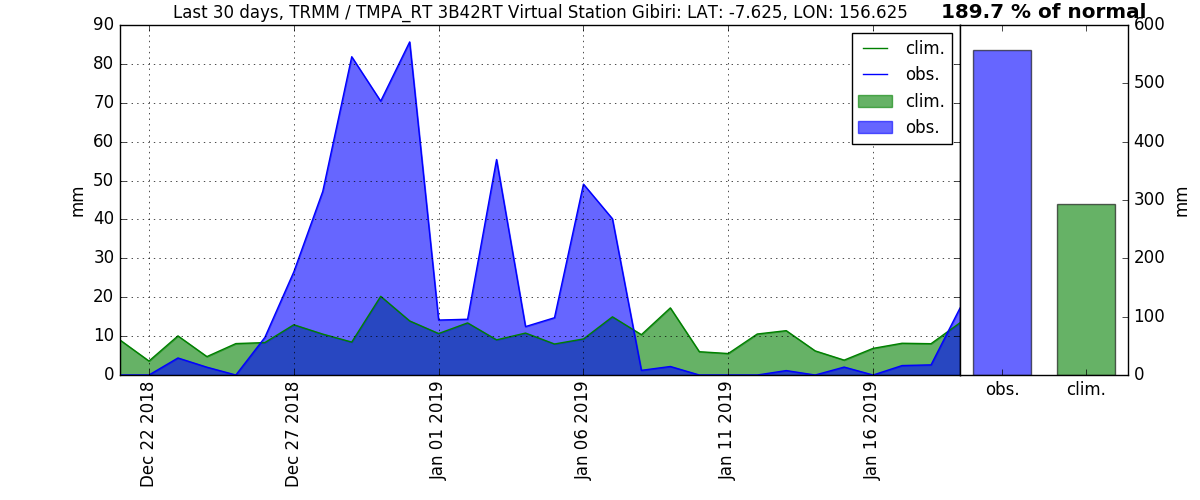 Last 30 days, TRMM / TMPA_RT 3B42RT Virtual Station Gibiri: LAT: -7.625, LON: 156.625
189.7 % of normal
90
80
70
60
50
40
30
20
10
0
mm
clim.
obs.
clim.
obs.
Dec 22 2018
Dec 27 2018
Jan 01 2019
Jan 06 2019
Jan 11 2019
Jan 16 2019
600
500
400
300
200
100
0
mm
obs.
clim.